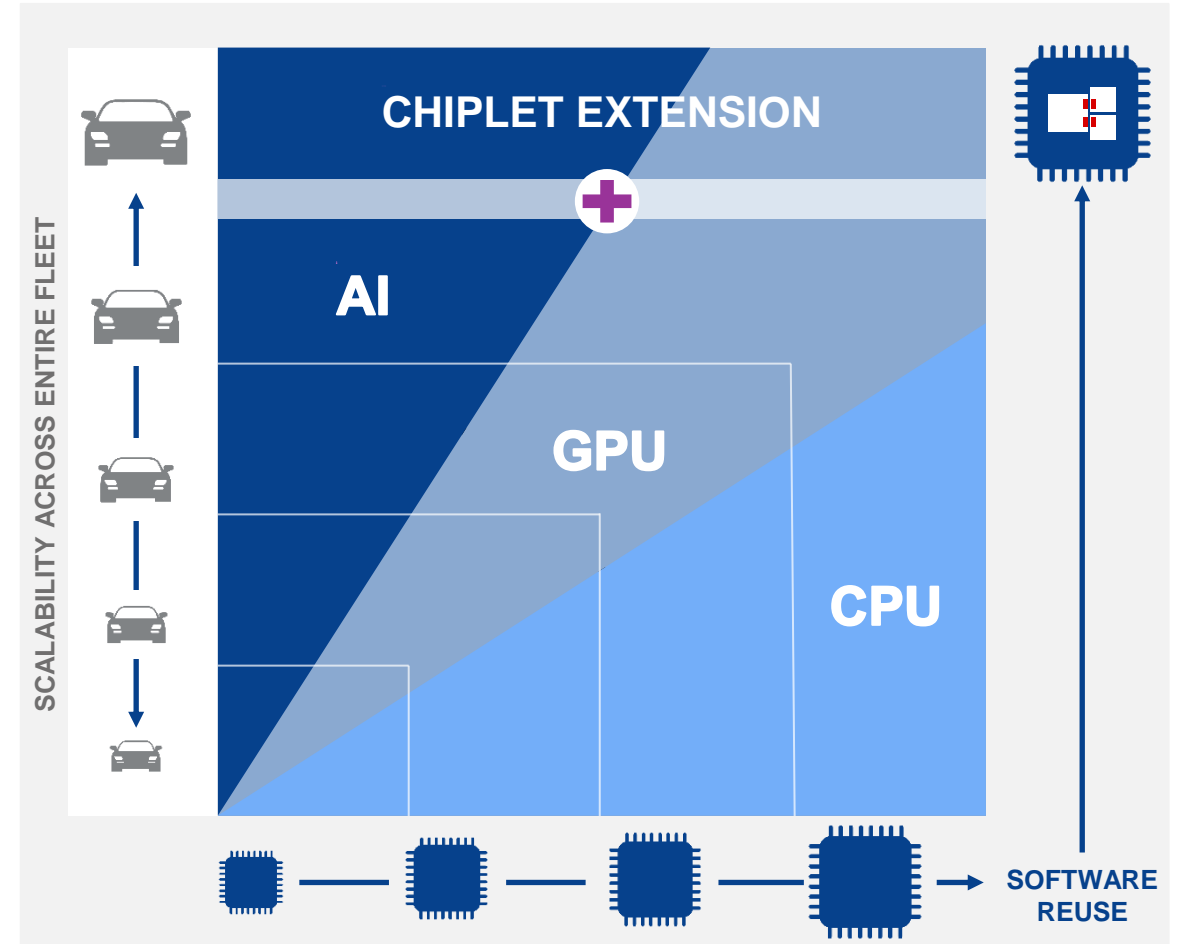 CHIPLET EXTENSION
SCALABILITY ACROSS ENTIRE FLEET
AI
GPU
CPU
SOFTWARE
REUSE